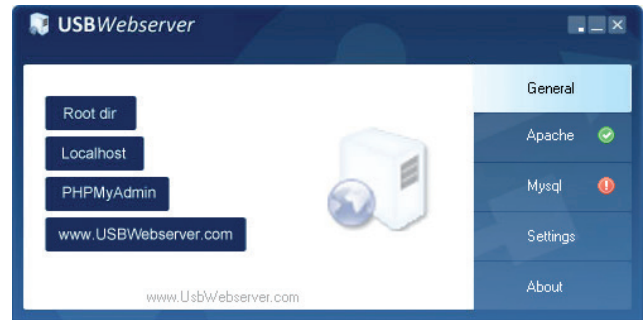 USBWebserver
Root dir
Localhost
PHPMyAdmin
www.USBWebserver.com
www.UsbWebserver.com
General
Apache
Mysql
Settings
About